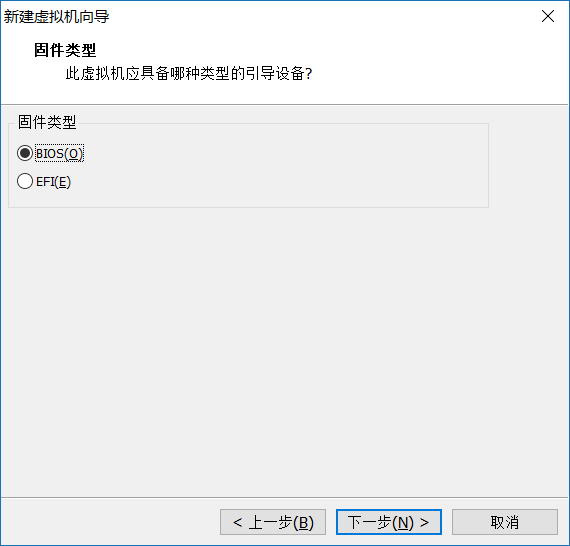 新建虚拟机向导
固件类型
此虚拟机应具备哪种类型的引导设备?
固件类型
BIOS(O)
EFI(E)
< 上一步(B)
下一步(N) >
取消